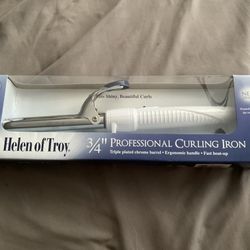 Shiny, Beautiful Curls
Helen of Troy
3/4" PROFESSIONAL CURLING IRON
Triple plated chrome barrel • Ergonomic handle • Fast heat-up